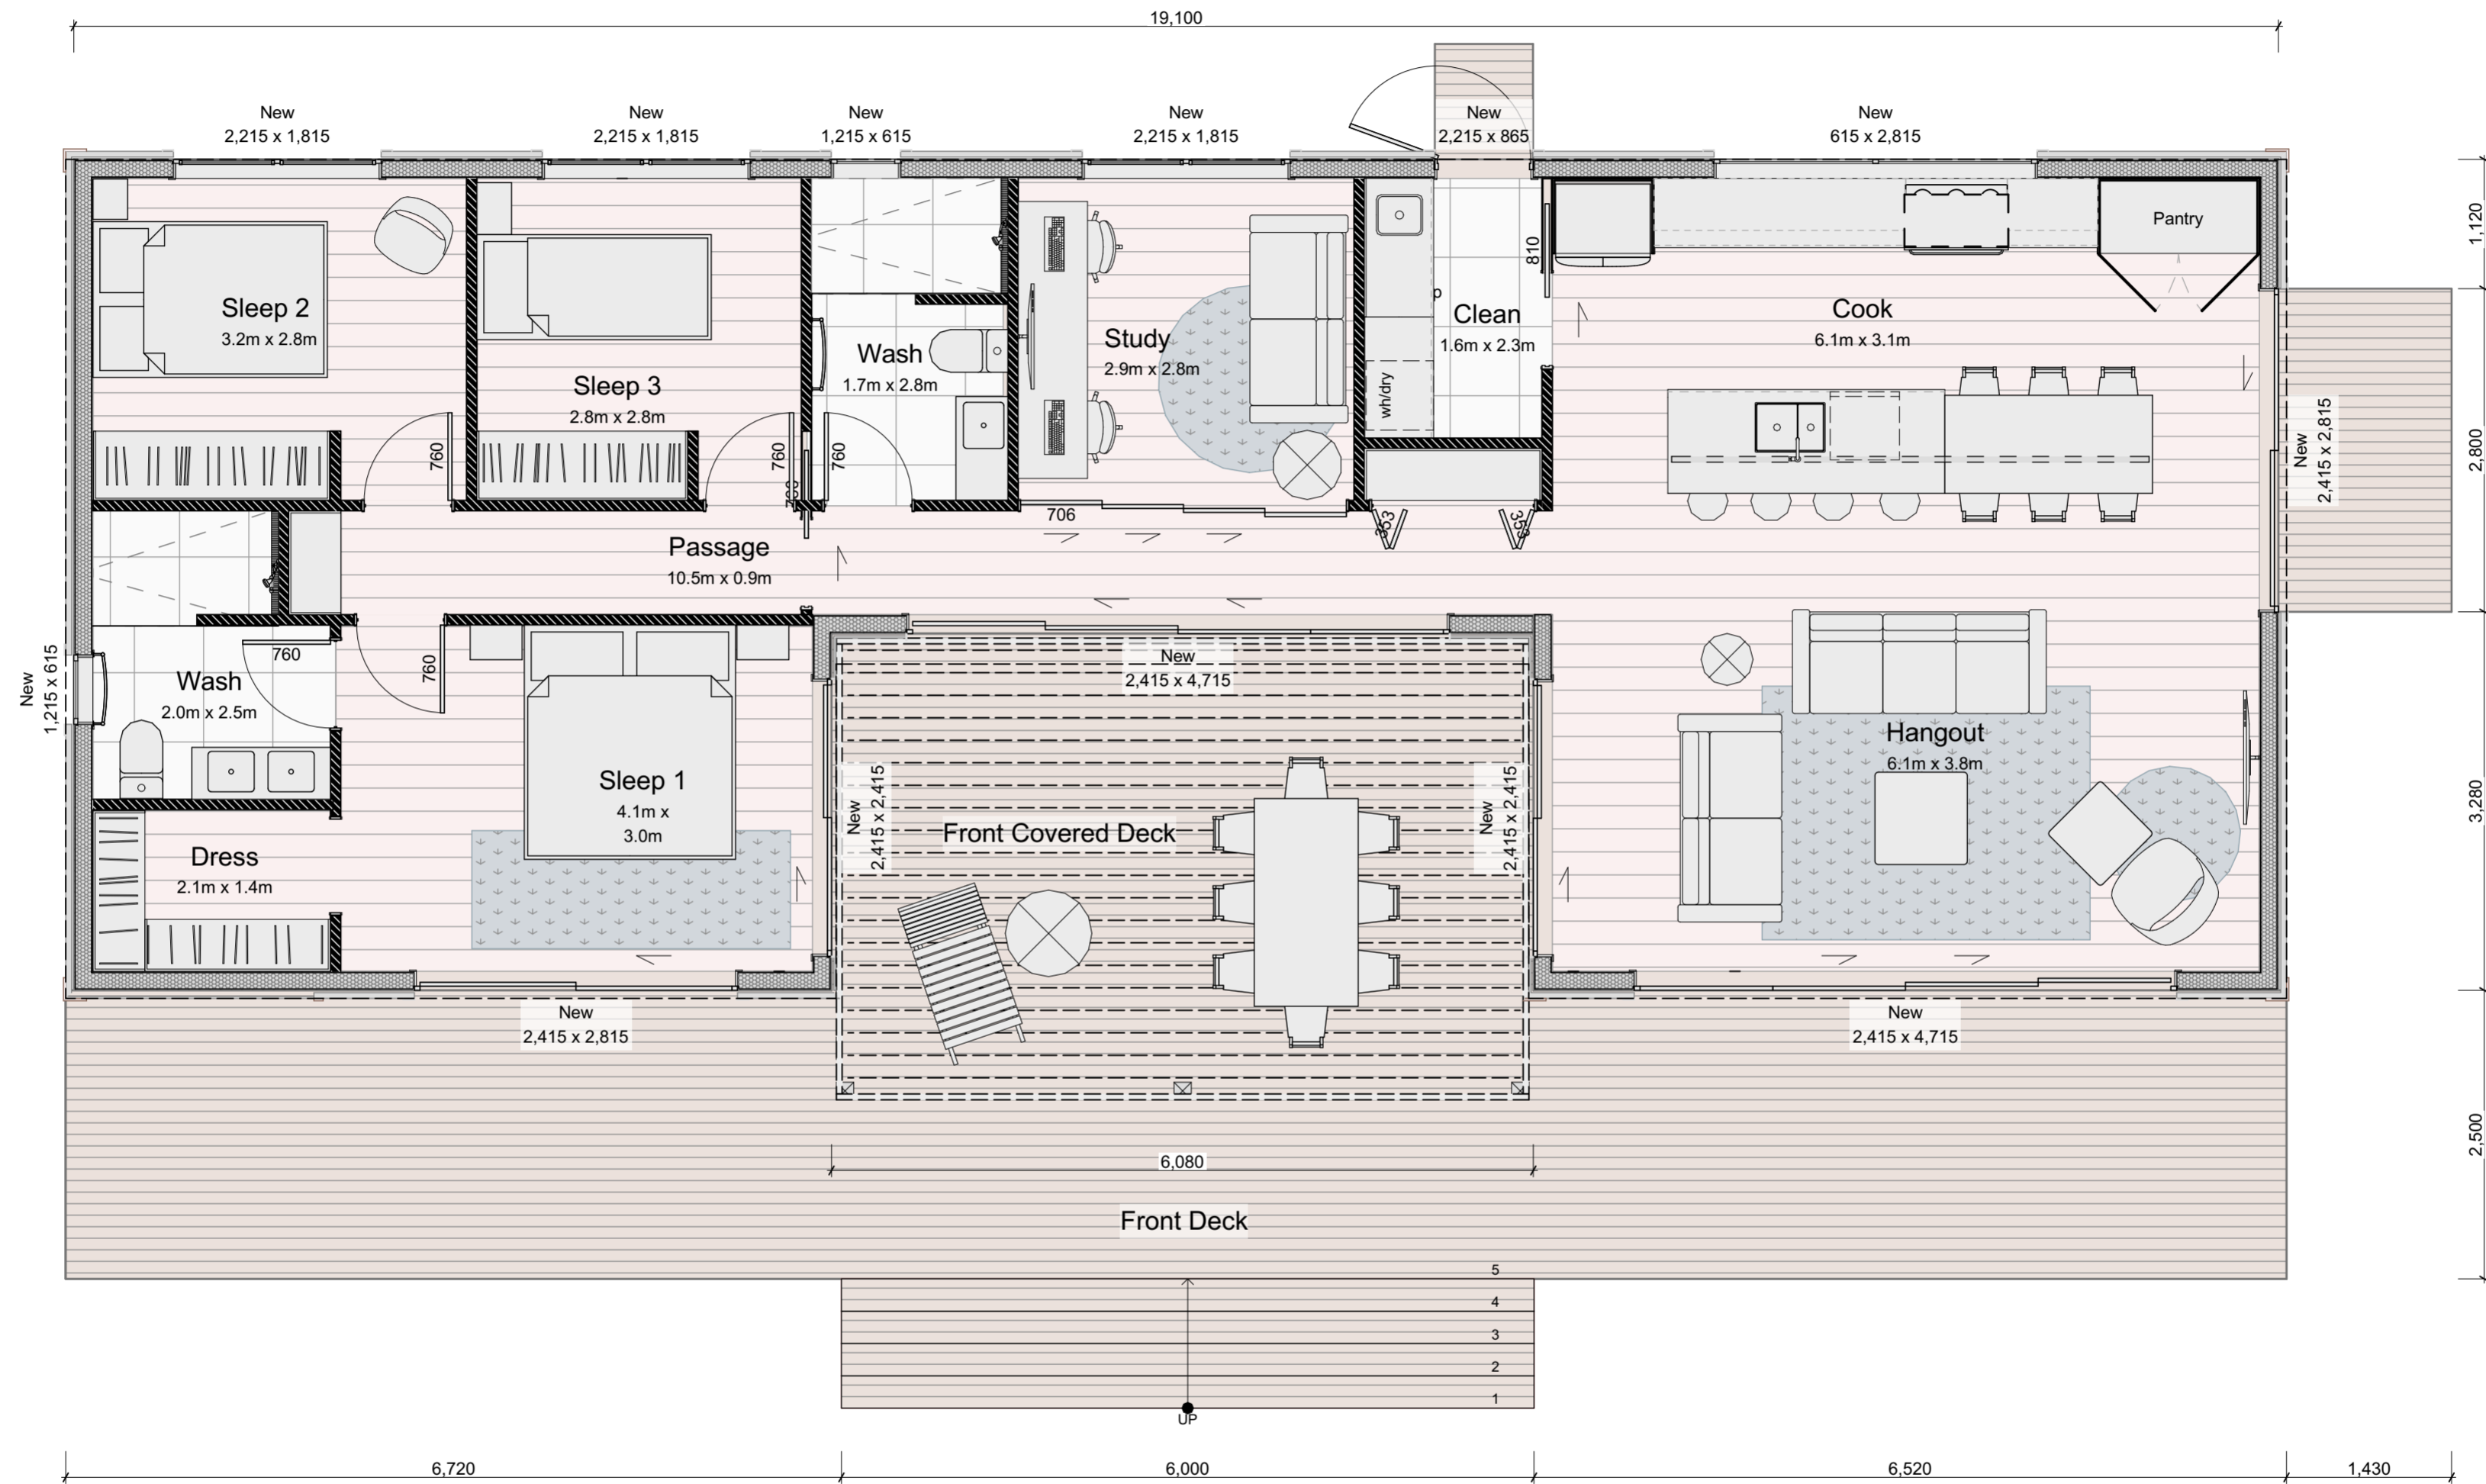 19,100
New
2,215 x 1,815
New
2,215 x 1,815
New
1,215 x 615
New
2,215 x 1,815
New
2,215 x 865
New
615 x 2,815
1,120
Pantry
810
Sleep 2
3.2m x 2.8m
Sleep 3
2.8m x 2.8m
Wash
1.7m x 2.8m
Study
2.9m x 2.8m
p
Clean
1.6m x 2.3m
wh/dry
Cook
6.1m x 3.1m
New
2,415 x 2,815
2,800
760
760
760
706
353
Passage
10.5m x 0.9m
New
1,215 x 615
760
760
Wash
2.0m x 2.5m
New
2,415 x 4,715
Sleep 1
4.1m x
3.0m
New
2,415 x 2,415
Front Covered Deck
New
2,415 x 2,415
Hangout
6.1m x 3.8m
3,280
Dress
2.1m x 1.4m
New
2,415 x 2,815
New
2,415 x 4,715
2,500
6,080
Front Deck
5
4
3
2
1
UP
6,720
6,000
6,520
1,430